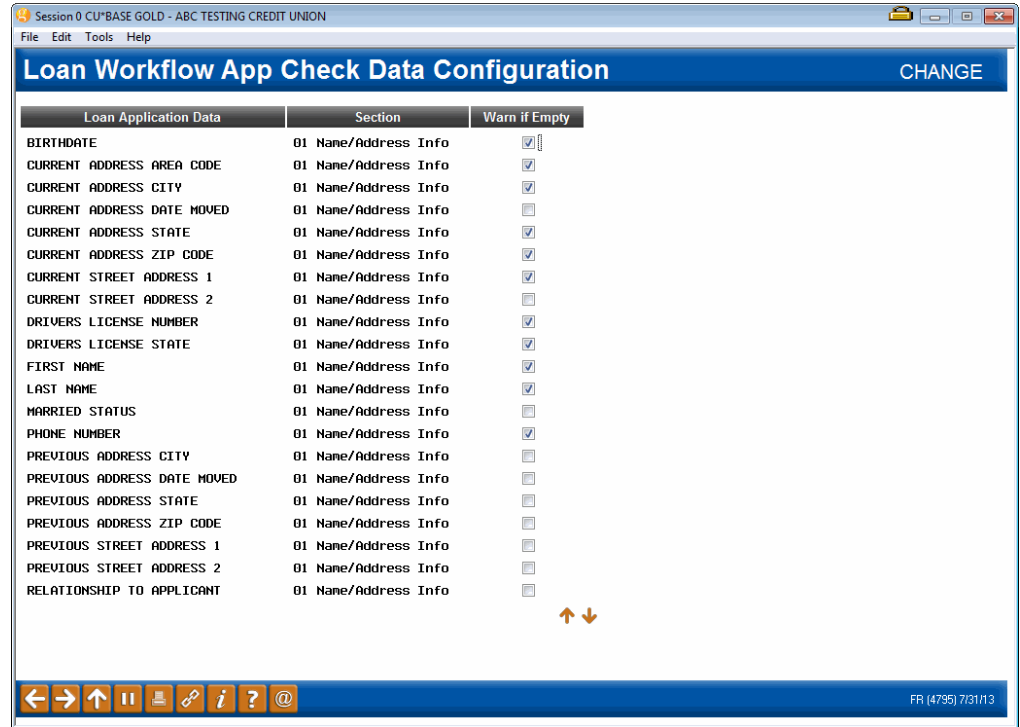 Session 0 CU*BASE GOLD - ABC TESTING CREDIT UNION
File Edit Tools Help
Loan Workflow App Check Data Configuration CHANGE
Loan Application Data Section Warn if Empty
BIRTHDATE 01 Name/Address Info
CURRENT ADDRESS AREA CODE 01 Name/Address Info
CURRENT ADDRESS CITY 01 Name/Address Info
CURRENT ADDRESS DATE MOVED 01 Name/Address Info
CURRENT ADDRESS STATE 01 Name/Address Info
CURRENT ADDRESS ZIP CODE 01 Name/Address Info
CURRENT STREET ADDRESS 1 01 Name/Address Info
CURRENT STREET ADDRESS 2 01 Name/Address Info
DRIVERS LICENSE NUMBER 01 Name/Address Info
DRIVERS LICENSE STATE 01 Name/Address Info
FIRST NAME 01 Name/Address Info
LAST NAME 01 Name/Address Info
MARRIED STATUS 01 Name/Address Info
PHONE NUMBER 01 Name/Address Info
PREVIOUS ADDRESS CITY 01 Name/Address Info
PREVIOUS ADDRESS DATE MOVED 01 Name/Address Info
PREVIOUS ADDRESS STATE 01 Name/Address Info
PREVIOUS ADDRESS ZIP CODE 01 Name/Address Info
PREVIOUS STREET ADDRESS 1 01 Name/Address Info
PREVIOUS STREET ADDRESS 2 01 Name/Address Info
RELATIONSHIP TO APPLICANT 01 Name/Address Info
i ? @ FR (4795) 7/31/13